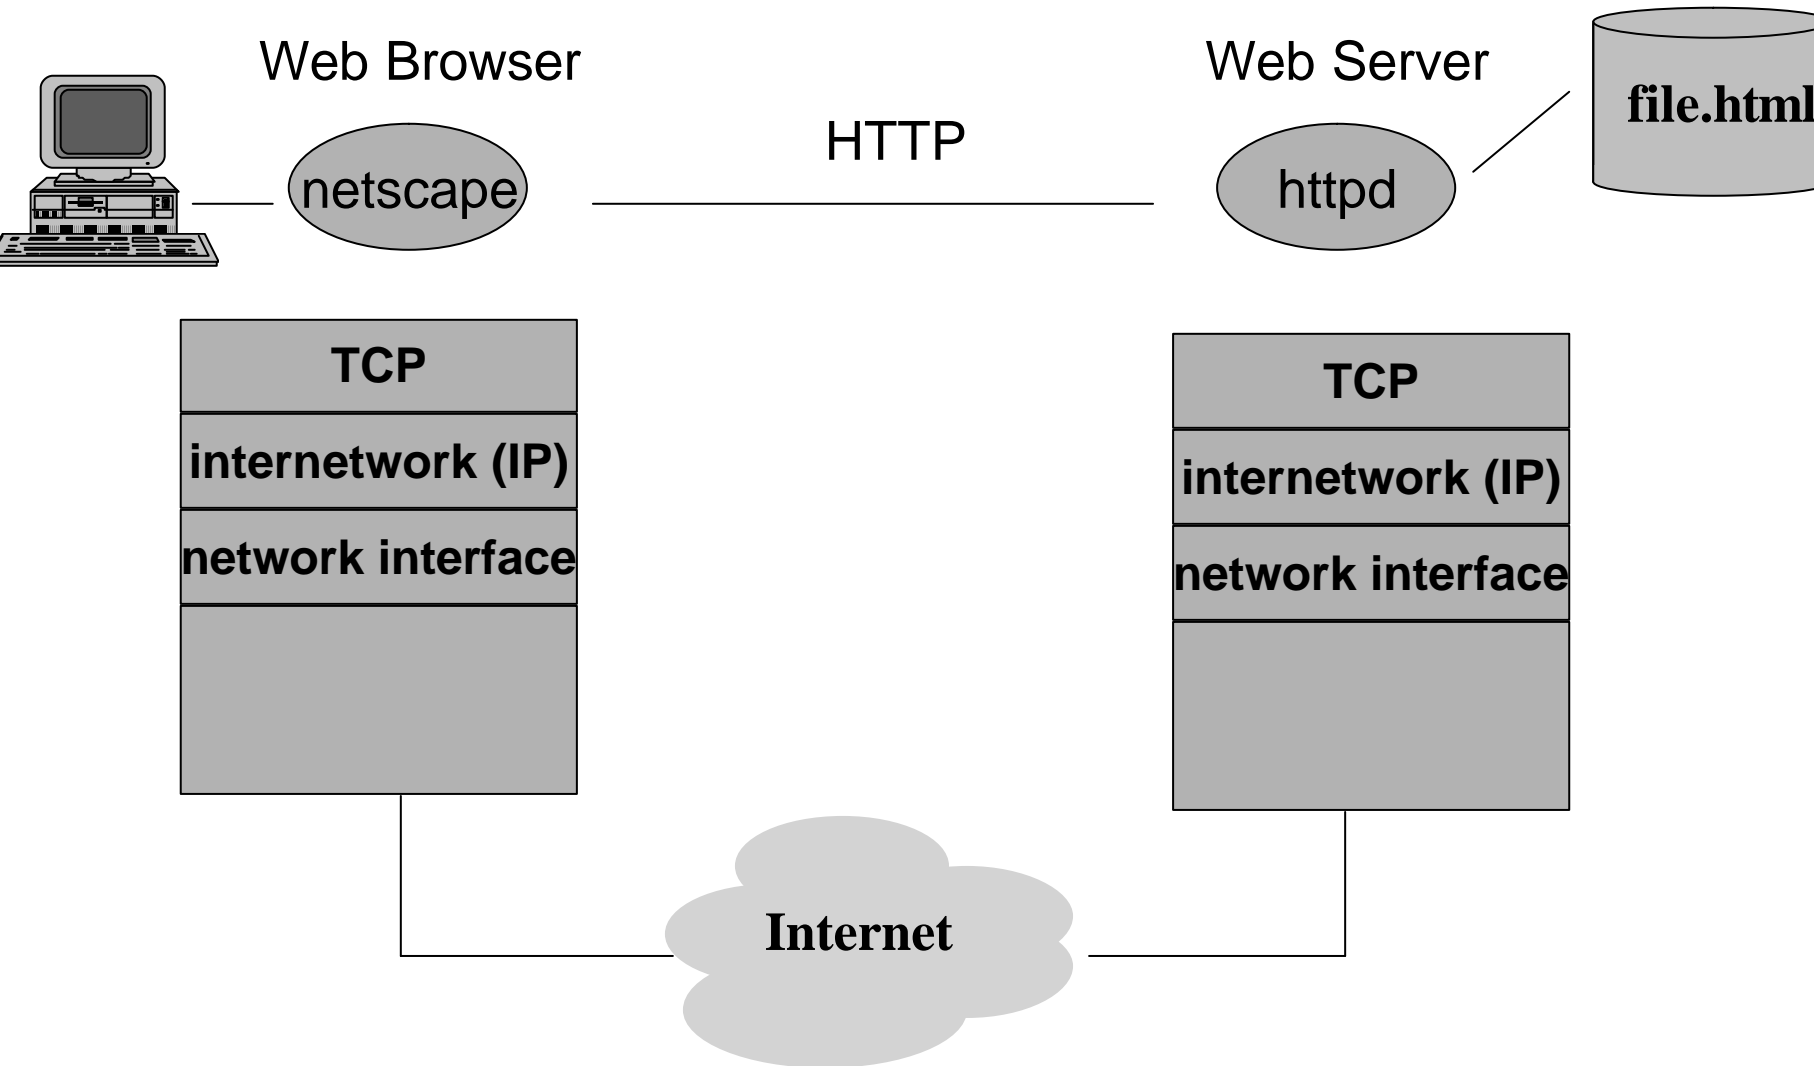 Web Browser
Web Server
file.html
HTTP
netscape
httpd
TCP
internetwork (IP)
network interface
TCP
internetwork (IP)
network interface
Internet